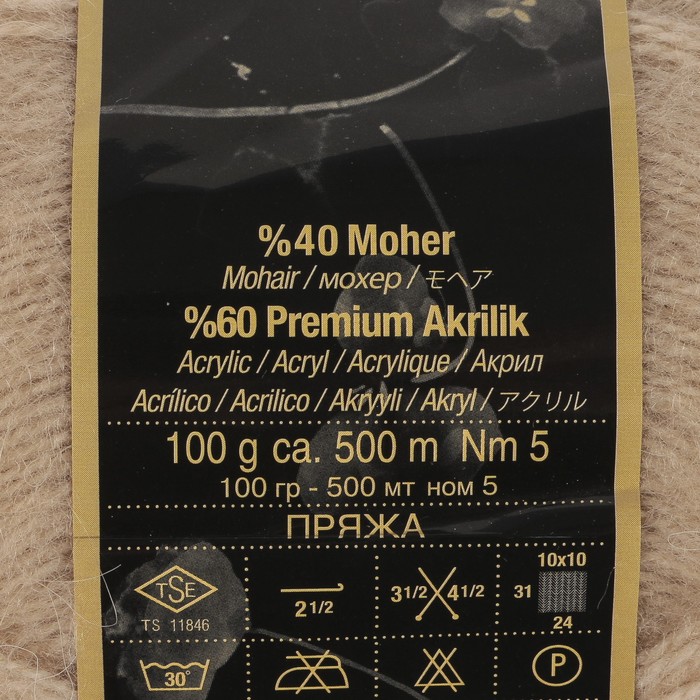 %40 Moher
Mohair / мохер / モヘア
%60 Premium Akrilik
Acrylic / Acryl / Acrylique / Акрил
Acrílico / Acrilico / Akryyli / Akryl / アクリル
100 g ca. 500 m Nm 5
100 гр - 500 мт ном 5
ПРЯЖА
TSE
TS 11846
2 1/2
3 1/2 4 1/2
10x10
31
24
30°
P